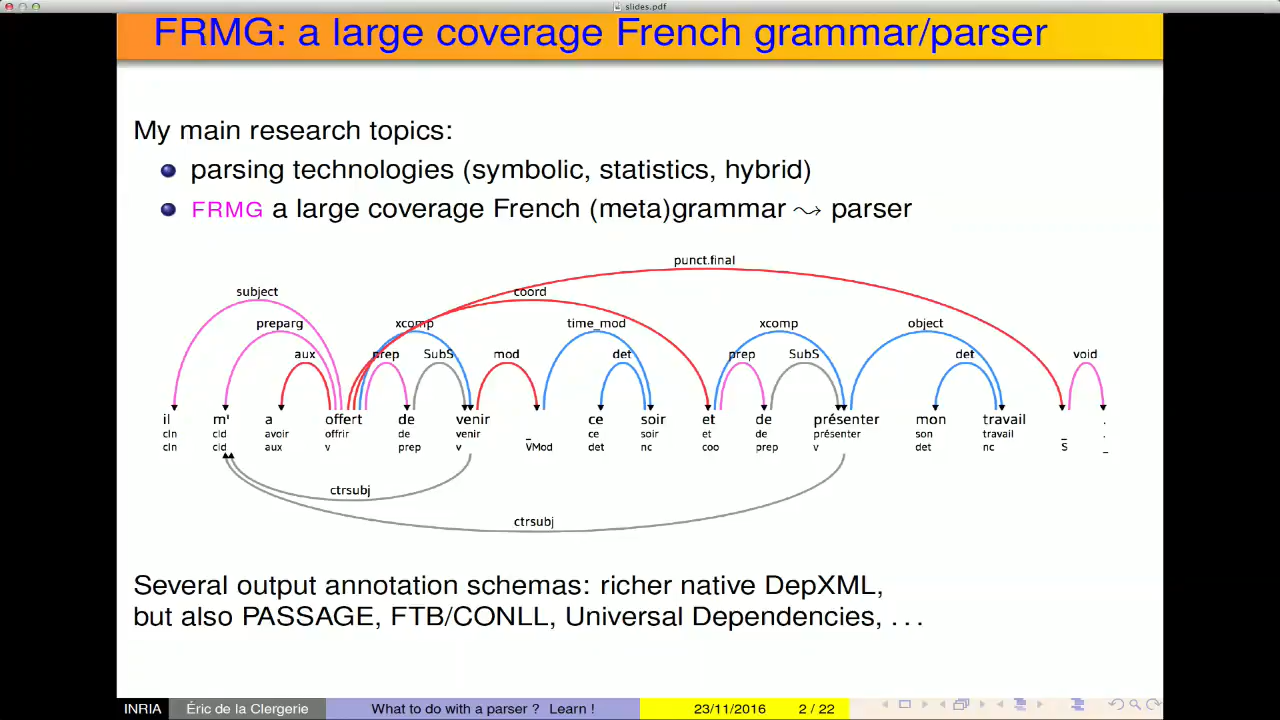 slides.pdf
FRMG: a large coverage French grammar/parser
My main research topics:
parsing technologies (symbolic, statistics, hybrid)
FRMG a large coverage French (meta)grammar ⤳ parser
punct.final
subject coord
preparg xcomp time_mod xcomp object
aux prep SubS mod det prep SubS det void
il m' a offert de venir ce soir et de présenter mon travail .
cln cld avoir offrir de venir _ ce soir et de présenter son travail _ .
cln cld aux v prep v VMod det nc coo prep v det nc S _
ctrsubj
ctrsubj
Several output annotation schemas: richer native DepXML,
but also PASSAGE, FTB/CONLL, Universal Dependencies, ...
INRIA Éric de la Clergerie What to do with a parser ? Learn ! 23/11/2016 2 / 22